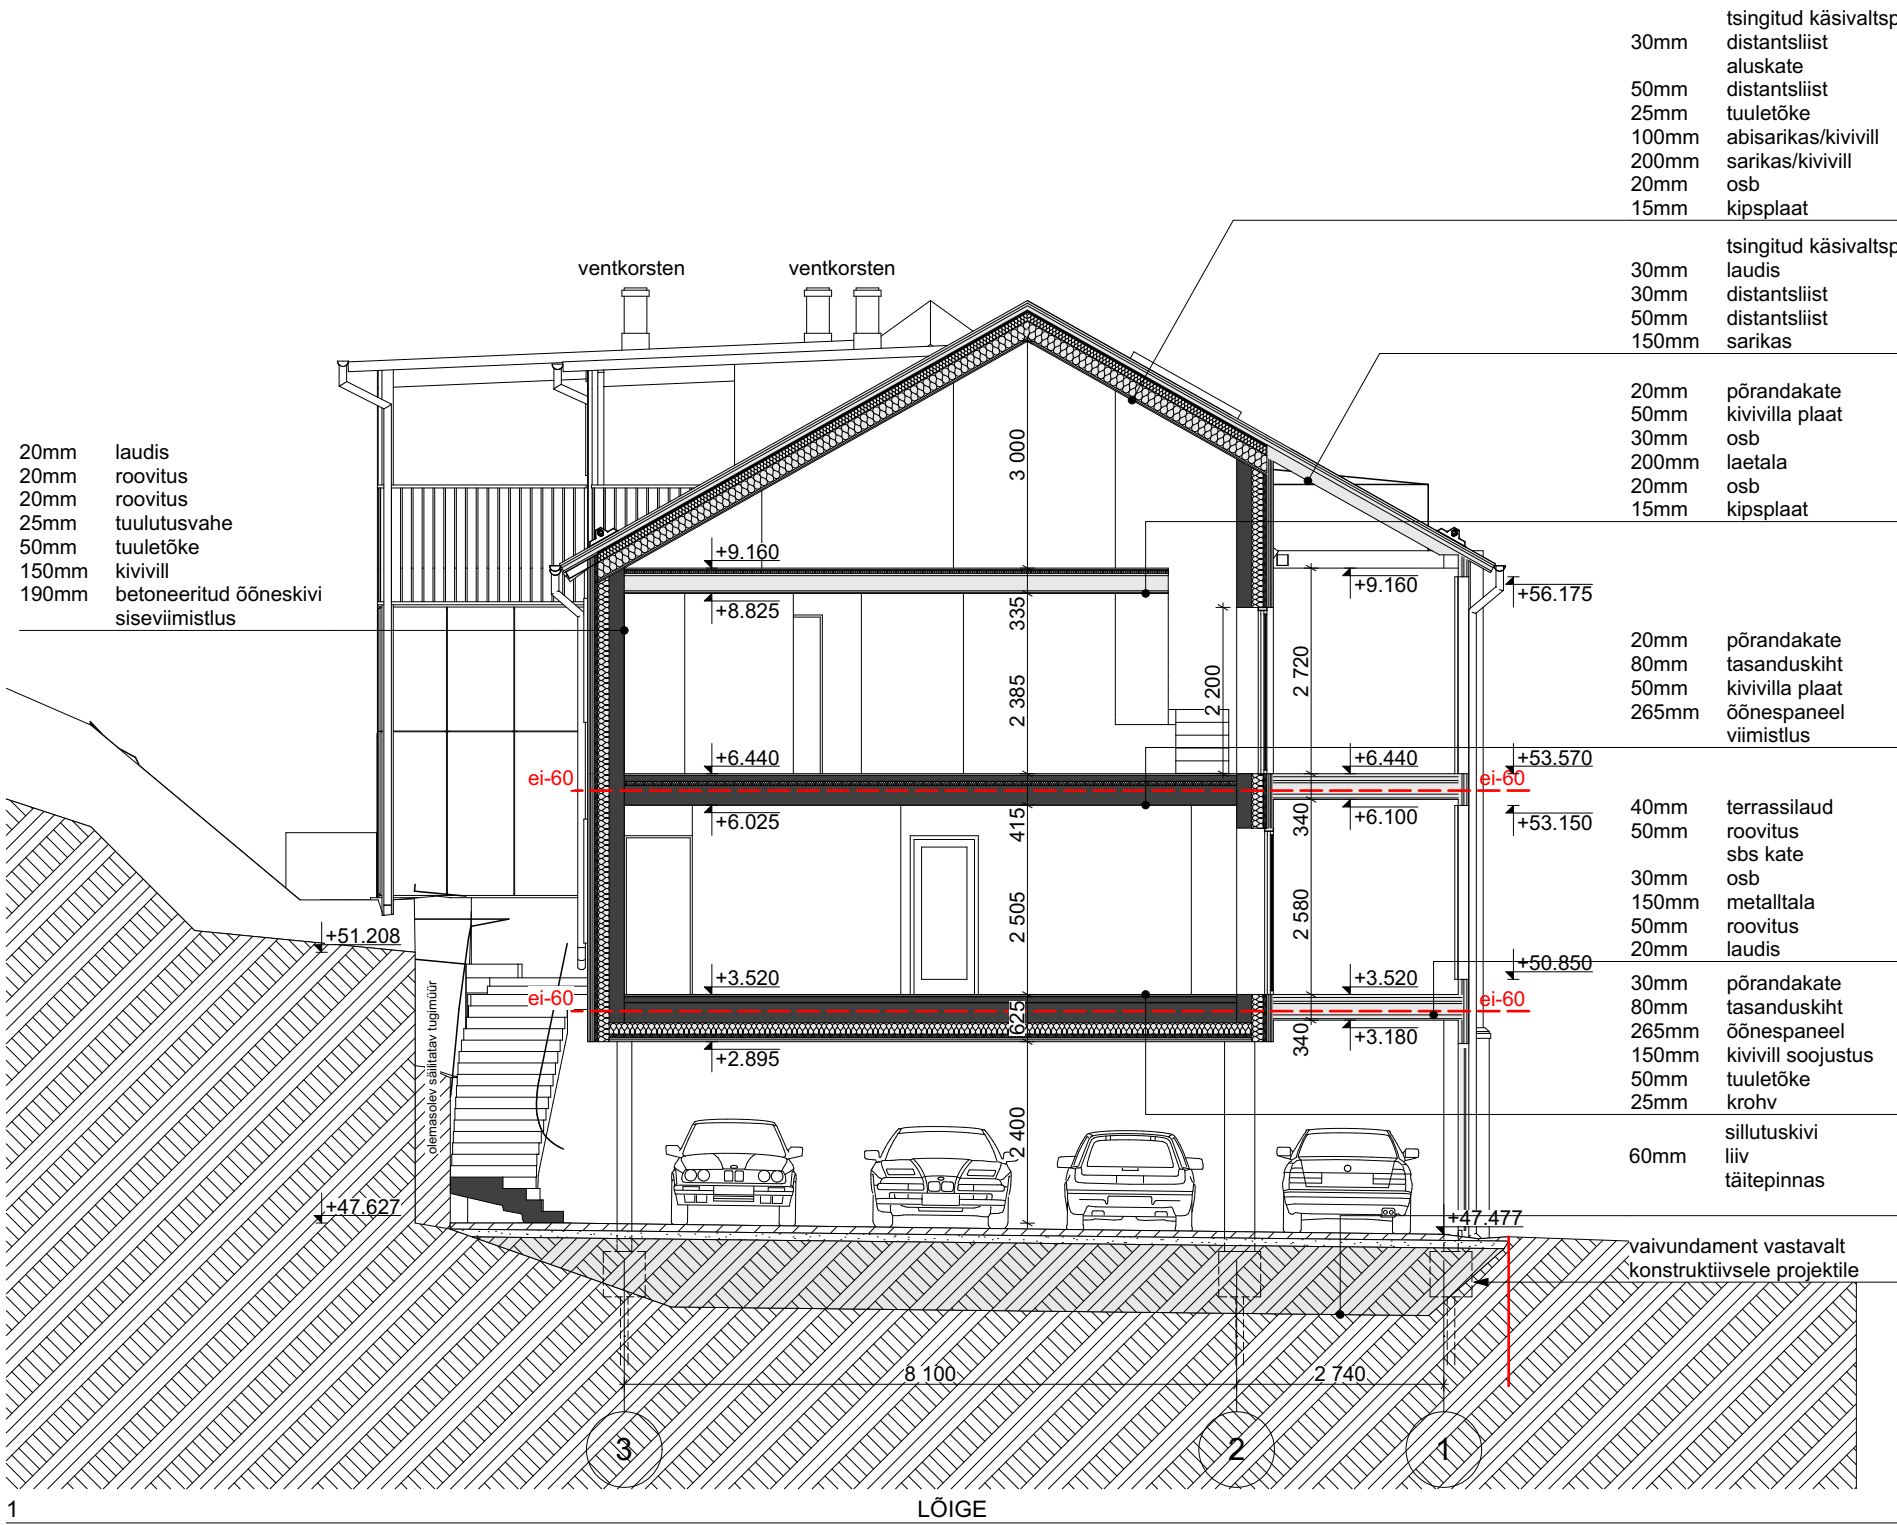 tsingitud käsivaltsp
30mm distantsliist
aluskate
50mm distantsliist
25mm tuuletõke
100mm abisarikas/kivivill
200mm sarikas/kivivill
20mm osb
15mm kipsplaat
tsingitud käsivaltsp
30mm laudis
30mm distantsliist
50mm distantsliist
150mm sarikas
20mm põrandakate
50mm kivivilla plaat
30mm osb
200mm laetala
20mm osb
15mm kipsplaat
20mm põrandakate
80mm tasanduskiht
50mm kivivilla plaat
265mm õõnespaneel
viimistlus
40mm terrassilaud
50mm roovitus
sbs kate
30mm osb
150mm metalltala
50mm roovitus
20mm laudis
30mm põrandakate
80mm tasanduskiht
265mm õõnespaneel
150mm kivivill soojustus
50mm tuuletõke
25mm krohv
sillutuskivi
60mm liiv
täitepinnas
vaivundament vastavalt
konstruktiivsele projektile
20mm laudis
20mm roovitus
20mm roovitus
25mm tuulutusvahe
50mm tuuletõke
150mm kivivill
190mm betoneeritud õõneskivi
siseviimistlus
ventkorsten
ventkorsten
3 000
+9.160
+8.825
335
2 385
2 200
2 720
+9.160
+56.175
+6.440
+6.440
+53.570
ei-60
ei-60
+6.025
415
340
+6.100
+53.150
2 505
2 580
+51.208
+3.520
+3.520
+50.850
ei-60
ei-60
625
340
+3.180
+2.895
olemasolev säilitatav tugimüür
2 400
+47.627
+47.477
8 100
2 740
3
2
1
1
LÕIGE